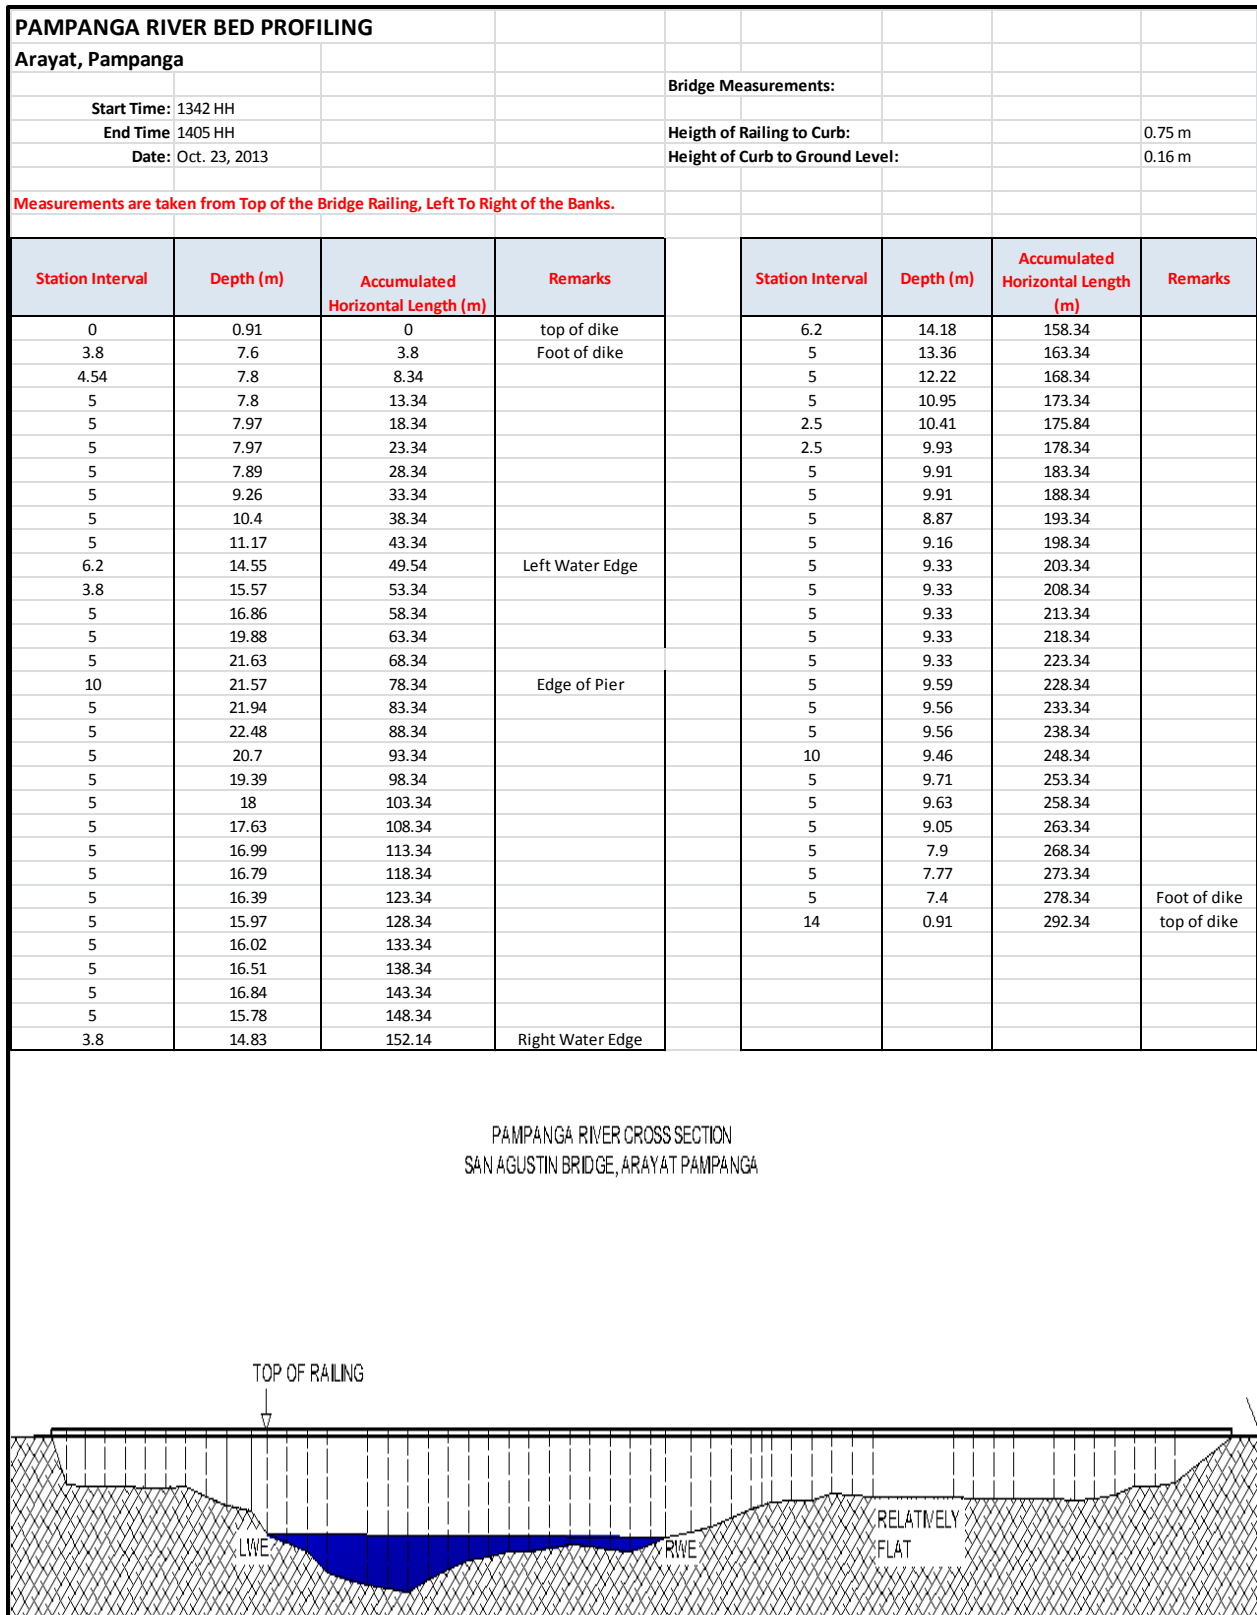 PAMPANGA RIVER BED PROFILING
Arayat, Pampanga
Bridge Measurements:
Start Time: 1342 HH
End Time 1405 HH Heigth of Railing to Curb: 0.75 m
Date: Oct. 23, 2013 Height of Curb to Ground Level: 0.16 m
Measurements are taken from Top of the Bridge Railing, Left To Right of the Banks.
Station Interval Depth (m) Accumulated Horizontal Length (m) Remarks Station Interval Depth (m) Accumulated Horizontal Length (m) Remarks
0 0.91 0 top of dike 6.2 14.18 158.34
3.8 7.6 3.8 Foot of dike 5 13.36 163.34
4.54 7.8 8.34 5 12.22 168.34
5 7.8 13.34 5 10.95 173.34
5 7.97 18.34 2.5 10.41 175.84
5 7.97 23.34 2.5 9.93 178.34
5 7.89 28.34 5 9.91 183.34
5 9.26 33.34 5 9.91 188.34
5 10.4 38.34 5 8.87 193.34
5 11.17 43.34 5 9.16 198.34
6.2 14.55 49.54 Left Water Edge 5 9.33 203.34
3.8 15.57 53.34 5 9.33 208.34
5 16.86 58.34 5 9.33 213.34
5 19.88 63.34 5 9.33 218.34
5 21.63 68.34 5 9.33 223.34
10 21.57 78.34 Edge of Pier 5 9.59 228.34
5 21.94 83.34 5 9.56 233.34
5 22.48 88.34 5 9.56 238.34
5 20.7 93.34 10 9.46 248.34
5 19.39 98.34 5 9.71 253.34
5 18 103.34 5 9.63 258.34
5 17.63 108.34 5 9.05 263.34
5 16.99 113.34 5 7.9 268.34
5 16.79 118.34 5 7.77 273.34
5 16.39 123.34 5 7.4 278.34 Foot of dike
5 15.97 128.34 14 0.91 292.34 top of dike
5 16.02 133.34
5 16.51 138.34
5 16.84 143.34
5 15.78 148.34
3.8 14.83 152.14 Right Water Edge
PAMPANGA RIVER CROSS SECTION
SAN AGUSTIN BRIDGE, ARAYAT PAMPANGA
TOP OF RAILING
LWE
RWE
RELATIVELY
FLAT